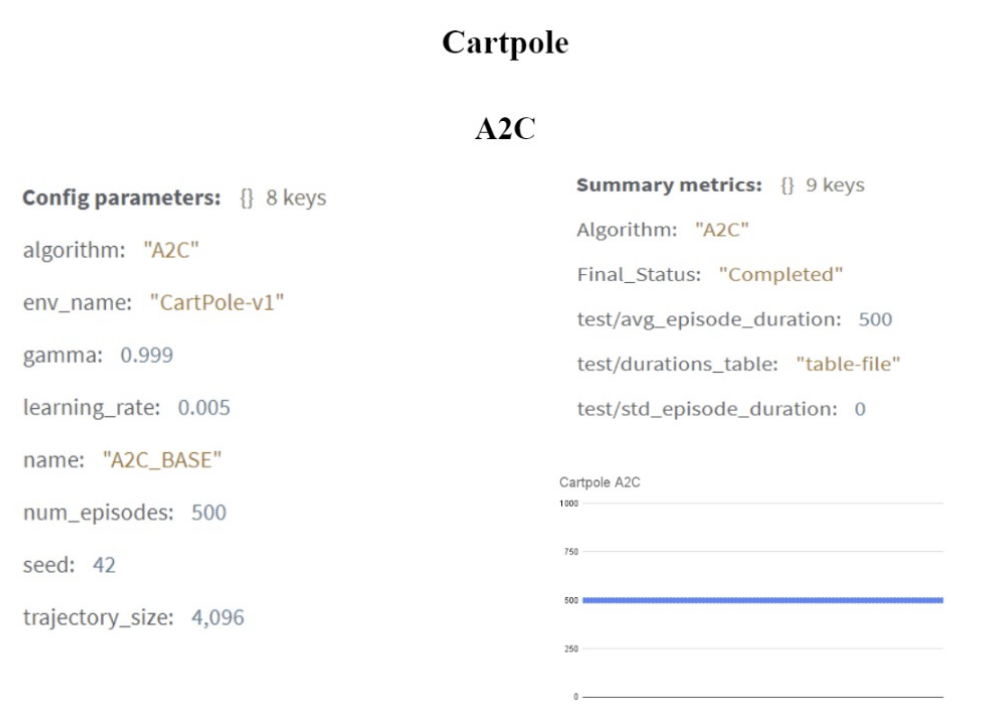 Cartpole
A2C
Config parameters: {} 8 keys
algorithm: "A2C"
env_name: "CartPole-v1"
gamma: 0.999
learning_rate: 0.005
name: "A2C_BASE"
num_episodes: 500
seed: 42
trajectory_size: 4,096
Summary metrics: {} 9 keys
Algorithm: "A2C"
Final_Status: "Completed"
test/avg_episode_duration: 500
test/durations_table: "table-file"
test/std_episode_duration: 0
Cartpole A2C
1000
750
500
250
0